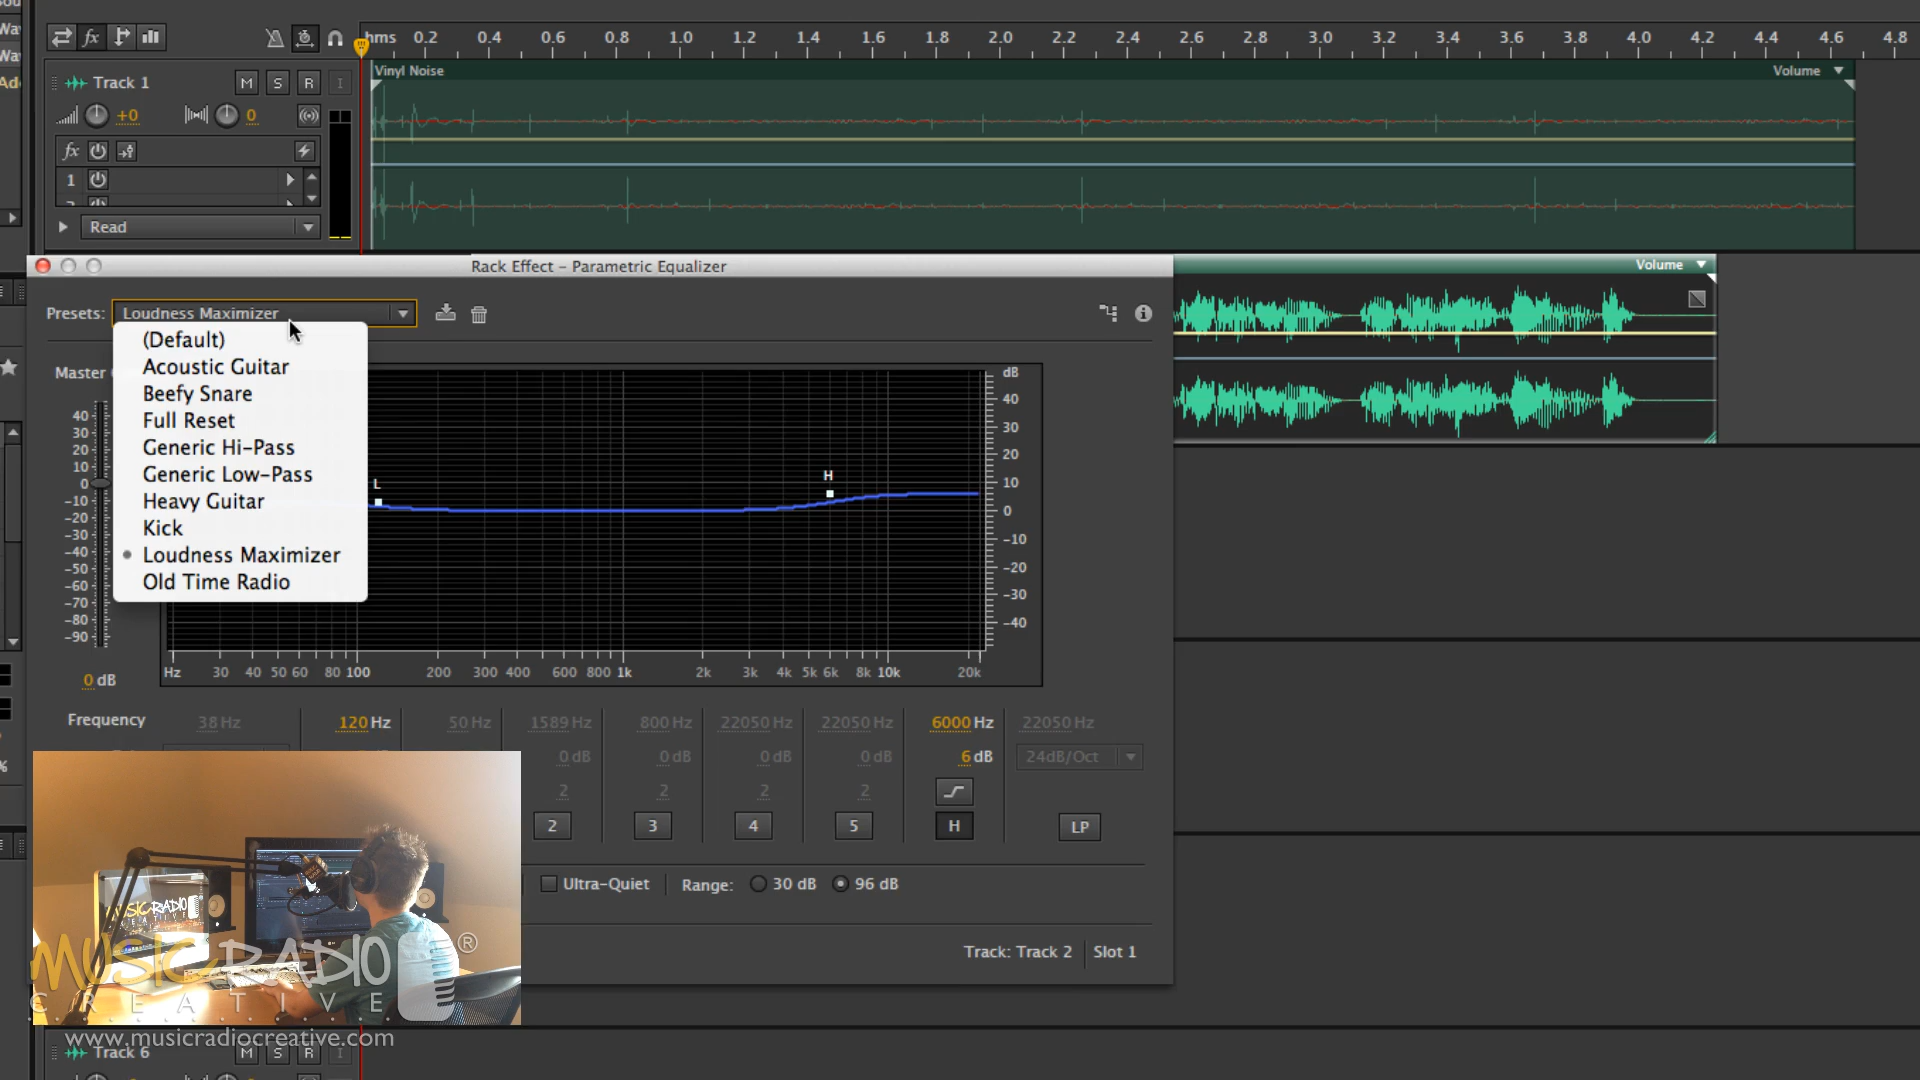 hms 0.2 0.4 0.6 0.8 1.0 1.2 1.4 1.6 1.8 2.0 2.2 2.4 2.6 2.8 3.0 3.2 3.4 3.6 3.8 4.0 4.2 4.4 4.6 4.8
fx
Track 1 M S R I
Vinyl Noise Volume
+0 0
fx
1
Read
Rack Effect – Parametric Equalizer
Volume
Presets: Loudness Maximizer
(Default)
Acoustic Guitar
Beefy Snare
Full Reset
Generic Hi-Pass
Generic Low-Pass
Heavy Guitar
Kick
Loudness Maximizer
Old Time Radio
Master
40
30
20
10
0
-10
-20
-30
-40
-50
-60
-70
-80
-90
0 dB
L
H
dB
40
30
20
10
0
-10
-20
-30
-40
Hz 30 40 50 60 80 100 200 300 400 600 800 1k 2k 3k 4k 5k 6k 8k 10k 20k
Frequency 38 Hz 120 Hz 50 Hz 1589 Hz 800 Hz 22050 Hz 22050 Hz 6000 Hz 22050 Hz
0 dB 0 dB 0 dB 0 dB 6 dB 24dB/Oct
2 2 2 2
2 3 4 5 H LP
Ultra-Quiet Range: 30 dB 96 dB
Track: Track 2 Slot 1
MUSIC RADIO ®
CREATIVE
www.musicradiocreative.com
Track 6 M S R I